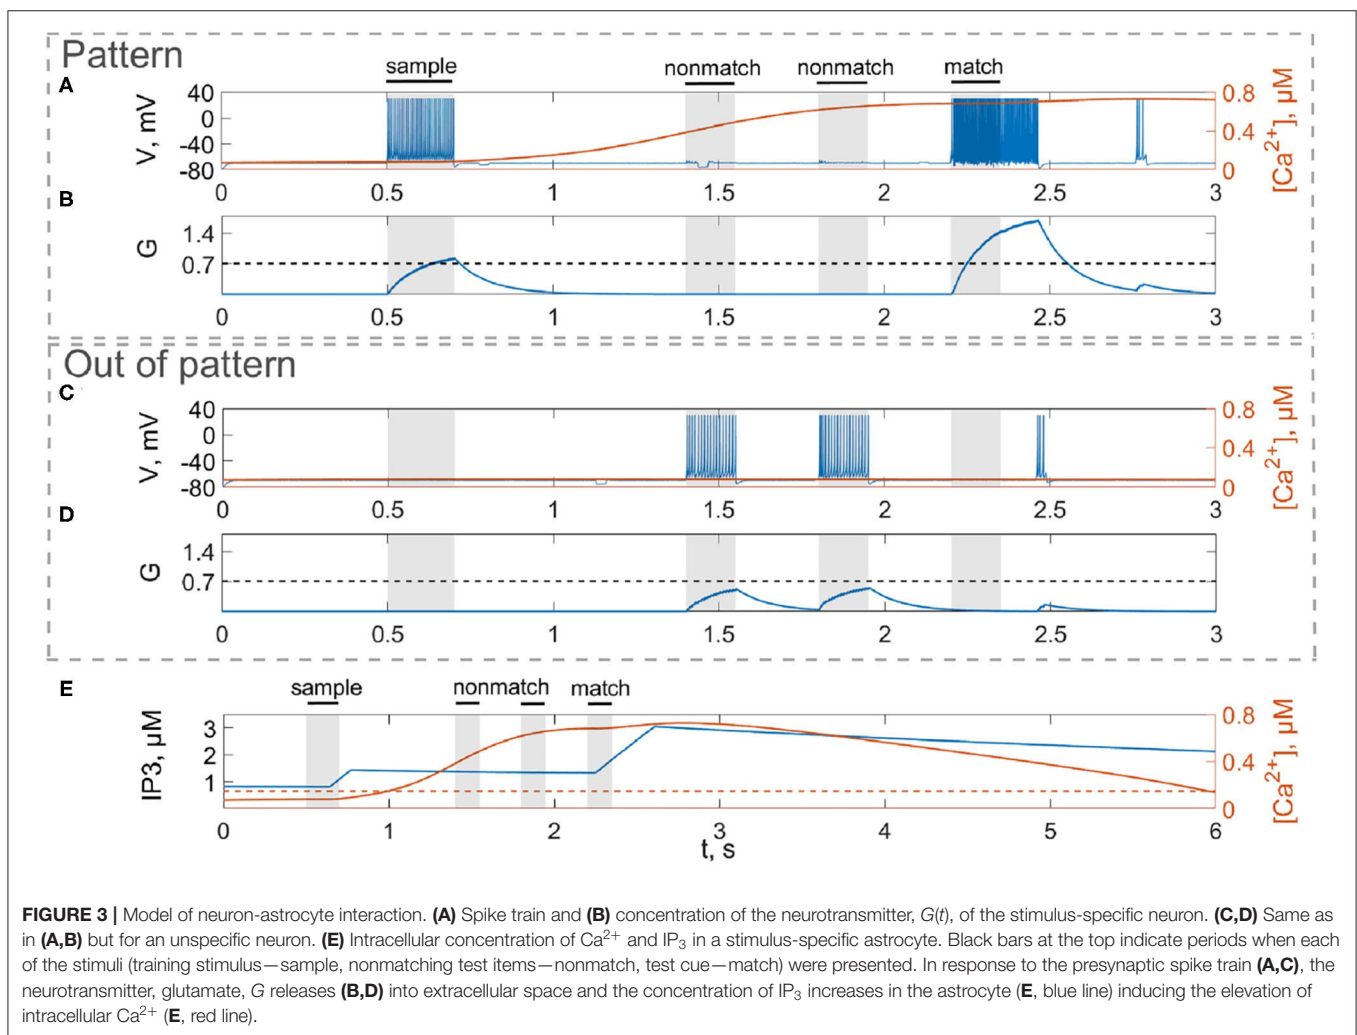 Pattern
sample nonmatch nonmatch match
A
V, mV
40
0
-40
-80
0.8
0.4
0
[Ca2+], μM
0 0.5 1 1.5 2 2.5 3
B
G
1.4
0.7
0 0.5 1 1.5 2 2.5 3
Out of pattern
C
V, mV
40
0
-40
-80
0.8
0.4
0
[Ca2+], μM
0 0.5 1 1.5 2 2.5 3
D
G
1.4
0.7
0 0.5 1 1.5 2 2.5 3
E
sample nonmatch match
IP3, μM
3
2
1
0.8
0.4
0
[Ca2+], μM
0 1 2 3 4 5 6
t, s
FIGURE 3 | Model of neuron-astrocyte interaction. (A) Spike train and (B) concentration of the neurotransmitter, G(t), of the stimulus-specific neuron. (C,D) Same as
in (A,B) but for an unspecific neuron. (E) Intracellular concentration of Ca2+ and IP3 in a stimulus-specific astrocyte. Black bars at the top indicate periods when each
of the stimuli (training stimulus—sample, nonmatching test items—nonmatch, test cue—match) were presented. In response to the presynaptic spike train (A,C), the
neurotransmitter, glutamate, G releases (B,D) into extracellular space and the concentration of IP3 increases in the astrocyte (E, blue line) inducing the elevation of
intracellular Ca2+ (E, red line).